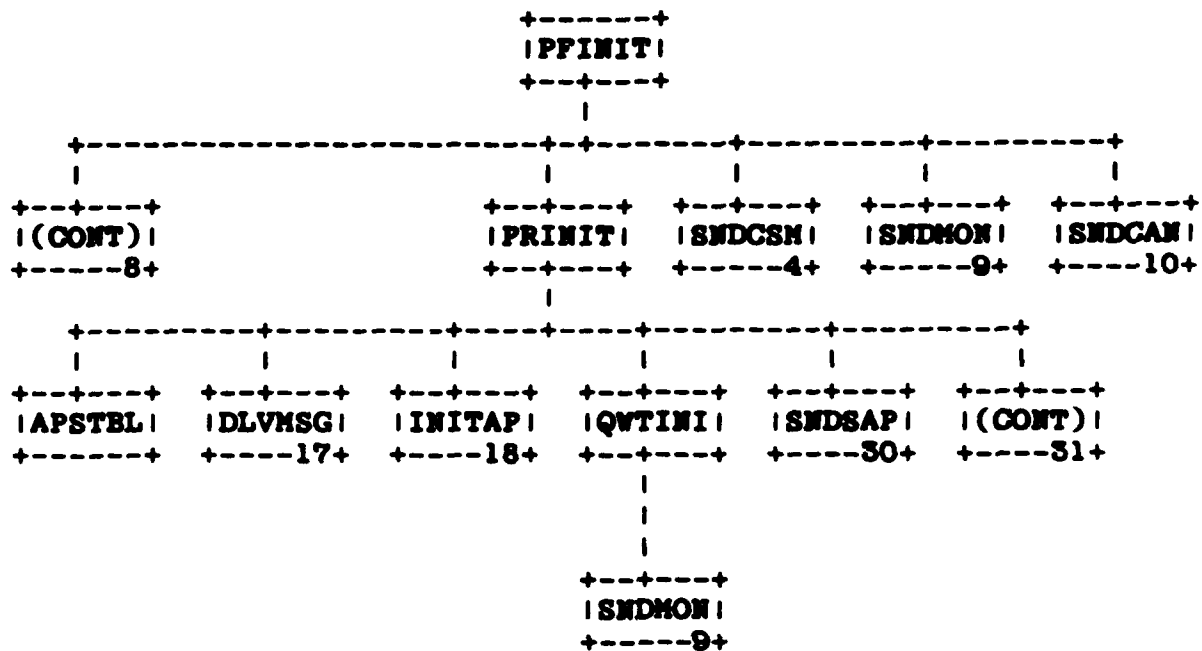 PFINIT
(CONT) PRINIT SNDCSM SNDMON SNDCAN
8 4 9 10
APSTBL DLVMSG INITAP QWTINI SNDSAP (CONT)
17 18 30 31
SNDMON
9